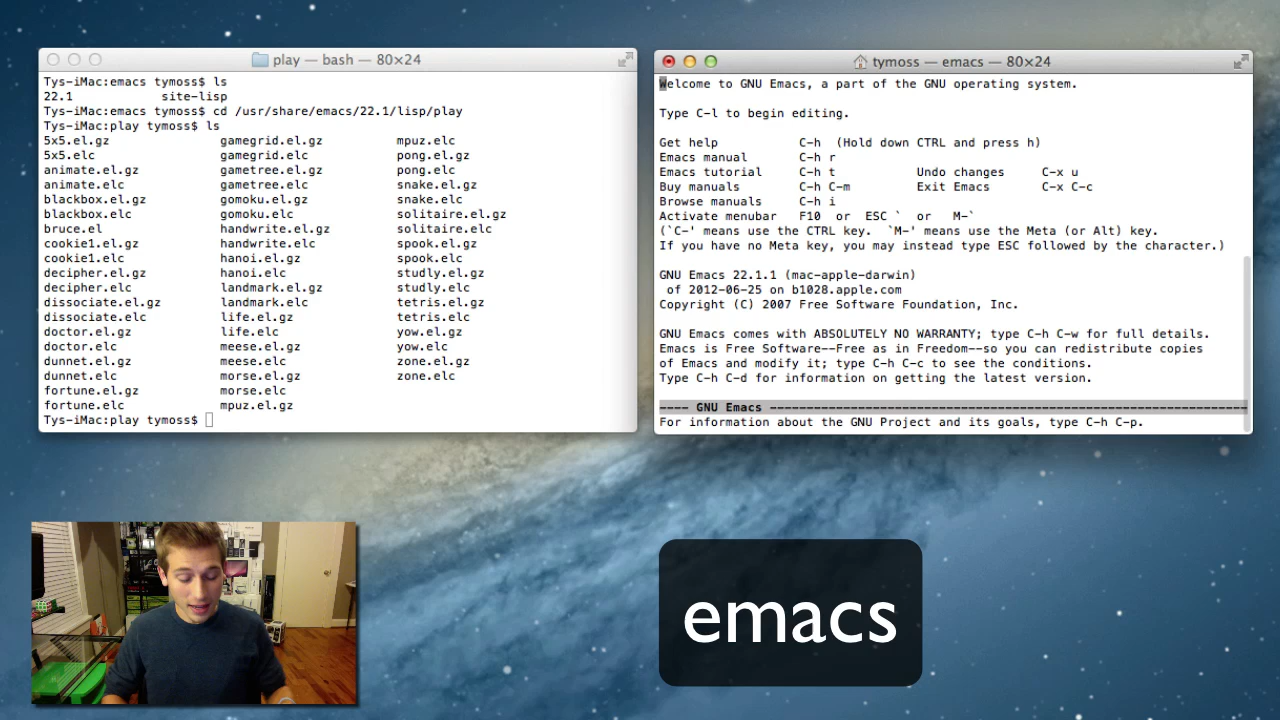 play — bash — 80×24
Tys-iMac:emacs tymoss$ ls
22.1 site-lisp
Tys-iMac:emacs tymoss$ cd /usr/share/emacs/22.1/lisp/play
Tys-iMac:play tymoss$ ls
5x5.el.gz gamegrid.el.gz mpuz.elc
5x5.elc gamegrid.elc pong.el.gz
animate.el.gz gametree.el.gz pong.elc
animate.elc gametree.elc snake.el.gz
blackbox.el.gz gomoku.el.gz snake.elc
blackbox.elc gomoku.elc solitaire.el.gz
bruce.el handwrite.el.gz solitaire.elc
cookie1.el.gz handwrite.elc spook.el.gz
cookie1.elc hanoi.el.gz spook.elc
decipher.el.gz hanoi.elc studly.el.gz
decipher.elc landmark.el.gz studly.elc
dissociate.el.gz landmark.elc tetris.el.gz
dissociate.elc life.el.gz tetris.elc
doctor.el.gz life.elc yow.el.gz
doctor.elc meese.el.gz yow.elc
dunnet.el.gz meese.elc zone.el.gz
dunnet.elc morse.el.gz zone.elc
fortune.el.gz morse.elc
fortune.elc mpuz.el.gz
Tys-iMac:play tymoss$
tymoss — emacs — 80×24
Welcome to GNU Emacs, a part of the GNU operating system.
Type C-l to begin editing.
Get help C-h (Hold down CTRL and press h)
Emacs manual C-h r
Emacs tutorial C-h t Undo changes C-x u
Buy manuals C-h C-m Exit Emacs C-x C-c
Browse manuals C-h i
Activate menubar F10 or ESC ` or M-`
(`C-' means use the CTRL key. `M-' means use the Meta (or Alt) key.
If you have no Meta key, you may instead type ESC followed by the character.)
GNU Emacs 22.1.1 (mac-apple-darwin)
of 2012-06-25 on b1028.apple.com
Copyright (C) 2007 Free Software Foundation, Inc.
GNU Emacs comes with ABSOLUTELY NO WARRANTY; type C-h C-w for full details.
Emacs is Free Software--Free as in Freedom--so you can redistribute copies
of Emacs and modify it; type C-h C-c to see the conditions.
Type C-h C-d for information on getting the latest version.
---- GNU Emacs ----------------------------------------------------------------
For information about the GNU Project and its goals, type C-h C-p.
emacs